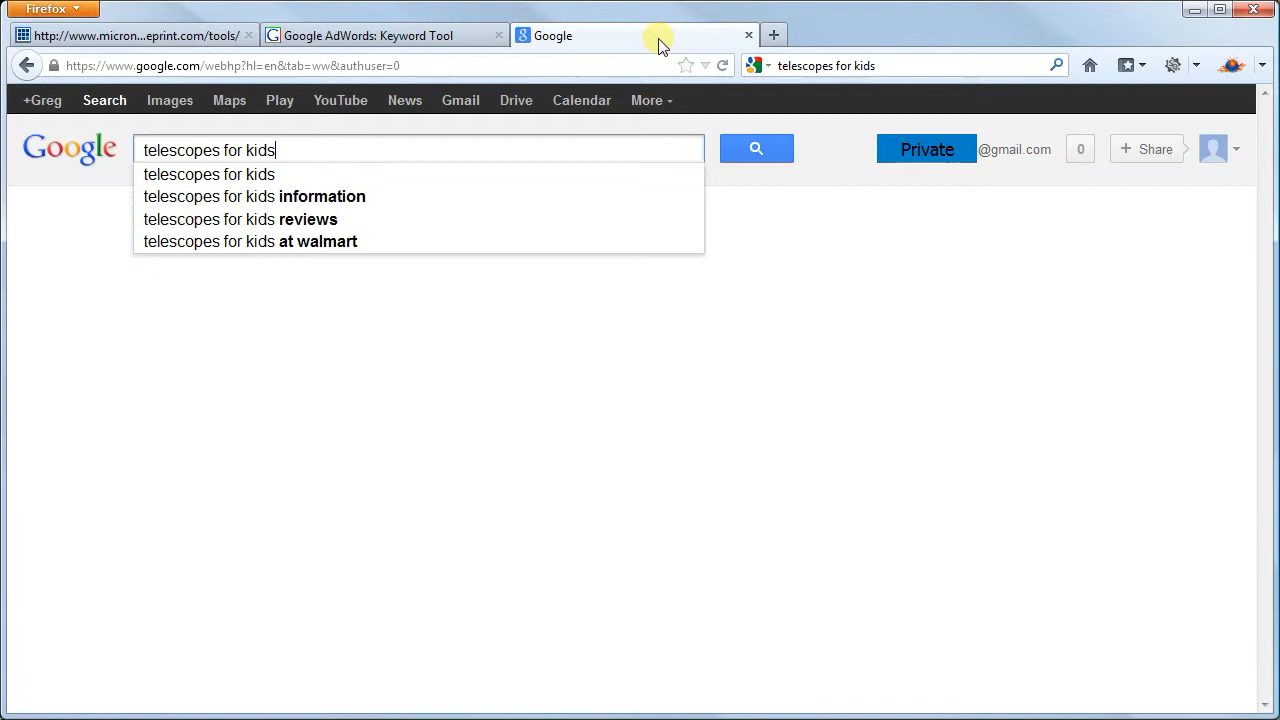 Firefox
http://www.micron...eprint.com/tools/
Google AdWords: Keyword Tool
Google
https://www.google.com/webhp?hl=en&tab=ww&authuser=0
telescopes for kids
+Greg Search Images Maps Play YouTube News Gmail Drive Calendar More
Google
telescopes for kids
Private @gmail.com 0 + Share
telescopes for kids
telescopes for kids information
telescopes for kids reviews
telescopes for kids at walmart